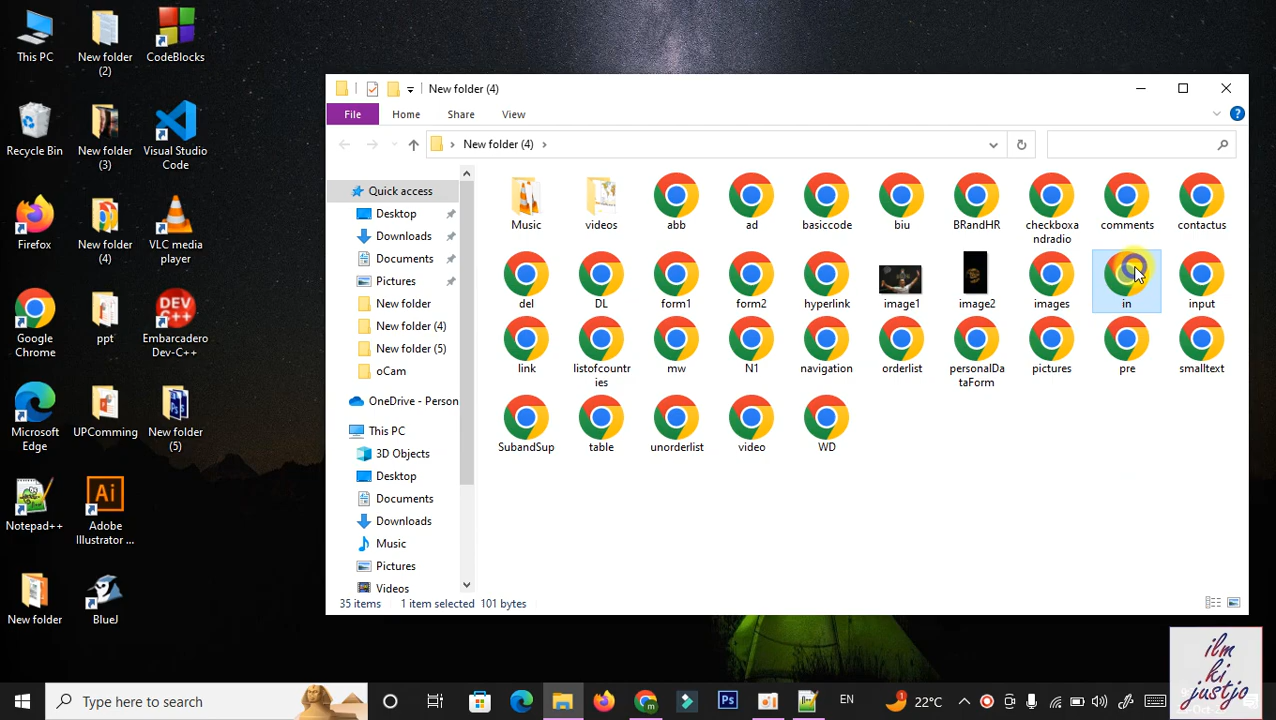 This PC
New folder
(2)
CodeBlocks
Recycle Bin
New folder
(3)
Visual Studio
Code
Firefox
New folder
(4)
VLC media
player
Google
Chrome
ppt
Embarcadero
Dev-C++
DEV
Microsoft
Edge
UPComming
New folder
(5)
Notepad++
Adobe
Illustrator ...
Ai
New folder
BlueJ
New folder (4)
File
Home
Share
View
New folder (4)
Quick access
Desktop
Downloads
Documents
Pictures
New folder
New folder (4)
New folder (5)
oCam
OneDrive - Person
This PC
3D Objects
Desktop
Documents
Downloads
Music
Pictures
Videos
Music
videos
abb
ad
basiccode
biu
BRandHR
checkboxa
ndradio
comments
contactus
del
DL
form1
form2
hyperlink
image1
image2
images
in
input
link
listofcountr
ies
mw
N1
navigation
orderlist
personalDa
taForm
pictures
pre
smalltext
SubandSup
table
unorderlist
video
WD
35 items
1 item selected 101 bytes
ilm
ki
justjo
Type here to search
Ps
EN
1
22°C